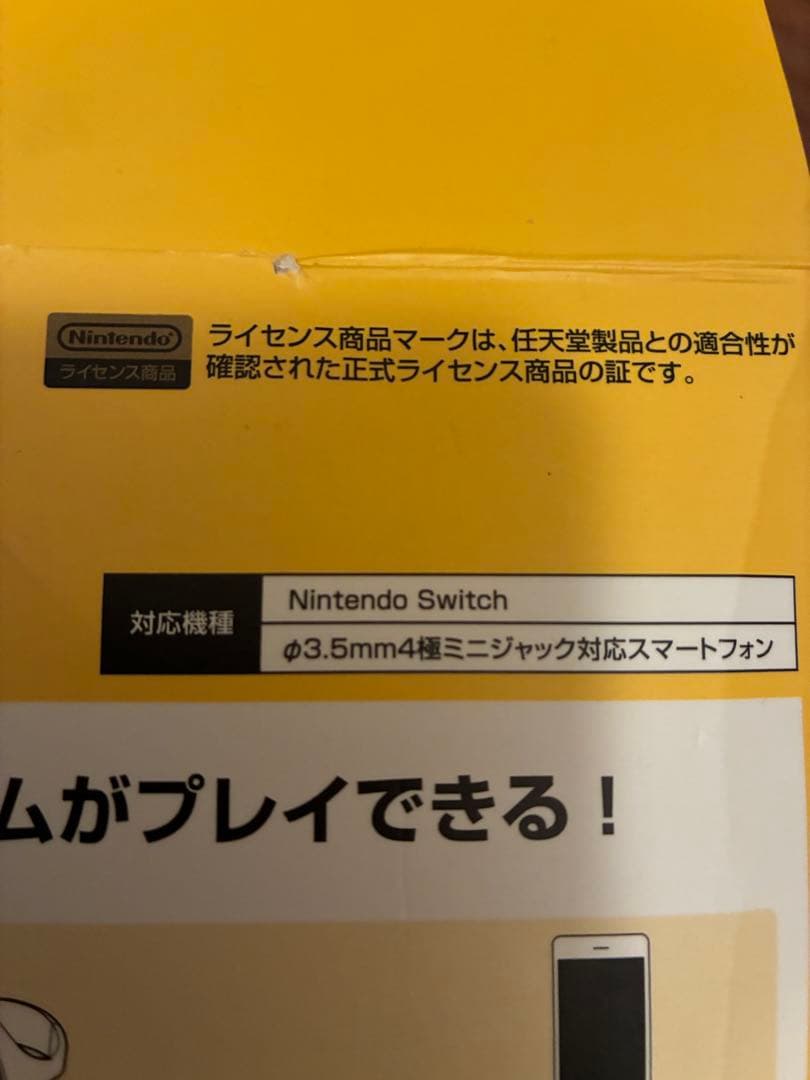 Nintendo
ライセンス商品
ライセンス商品マークは、任天堂製品との適合性が
確認された正式ライセンス商品の証です。
対応機種
Nintendo Switch
φ3.5mm4極ミニジャック対応スマートフォン
ムがプレイできる！